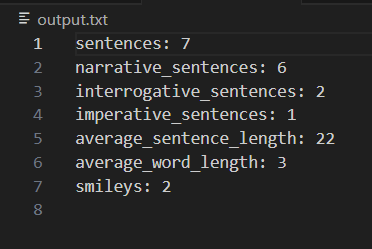 output.txt
1 sentences: 7
2 narrative_sentences: 6
3 interrogative_sentences: 2
4 imperative_sentences: 1
5 average_sentence_length: 22
6 average_word_length: 3
7 smileys: 2
8